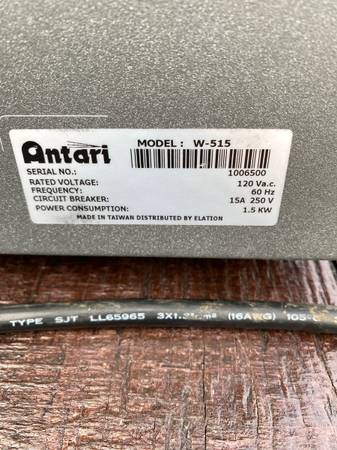 Antari
MODEL : W-515
SERIAL NO.: 1006500
RATED VOLTAGE: 120 Va.c.
FREQUENCY: 60 Hz
CIRCUIT BREAKER: 15A 250 V
POWER CONSUMPTION: 1.5 KW
MADE IN TAIWAN DISTRIBUTED BY ELATION
TYPE SJT LL65965 (16AWG)